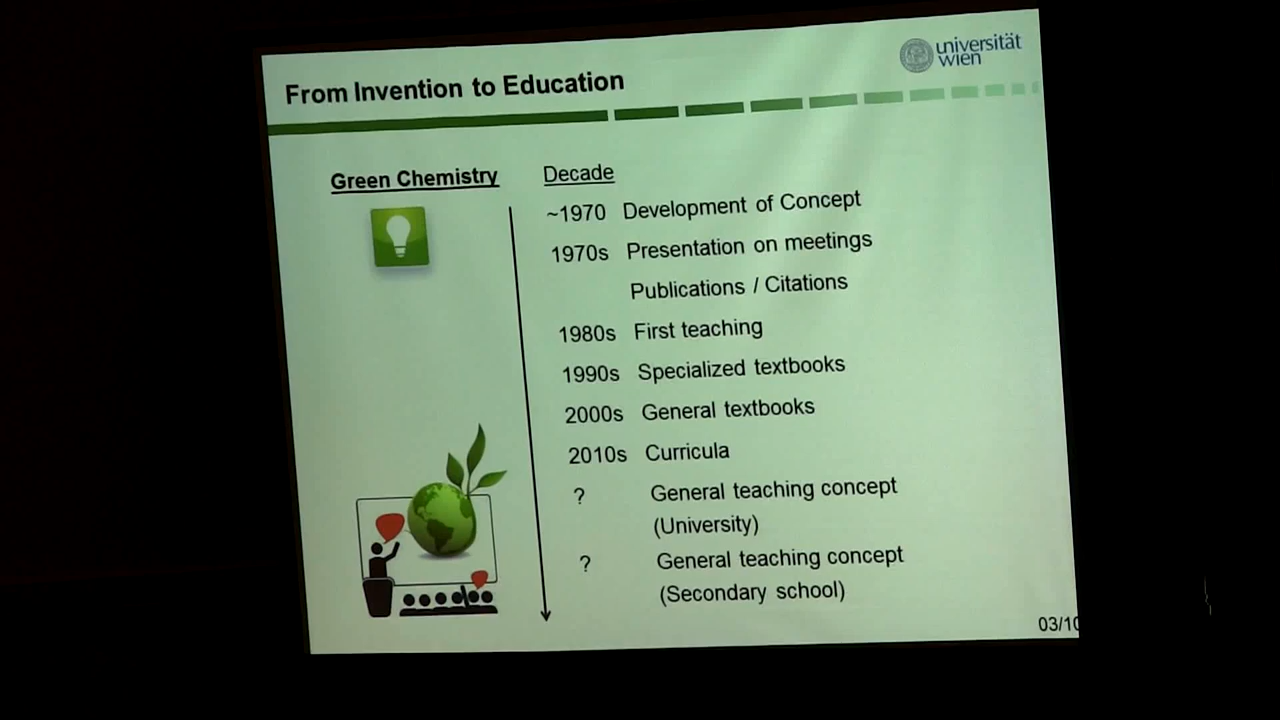 From Invention to Education
universität
wien
Green Chemistry
Decade
~1970 Development of Concept
1970s Presentation on meetings
Publications / Citations
1980s First teaching
1990s Specialized textbooks
2000s General textbooks
2010s Curricula
? General teaching concept
(University)
? General teaching concept
(Secondary school)
03/10